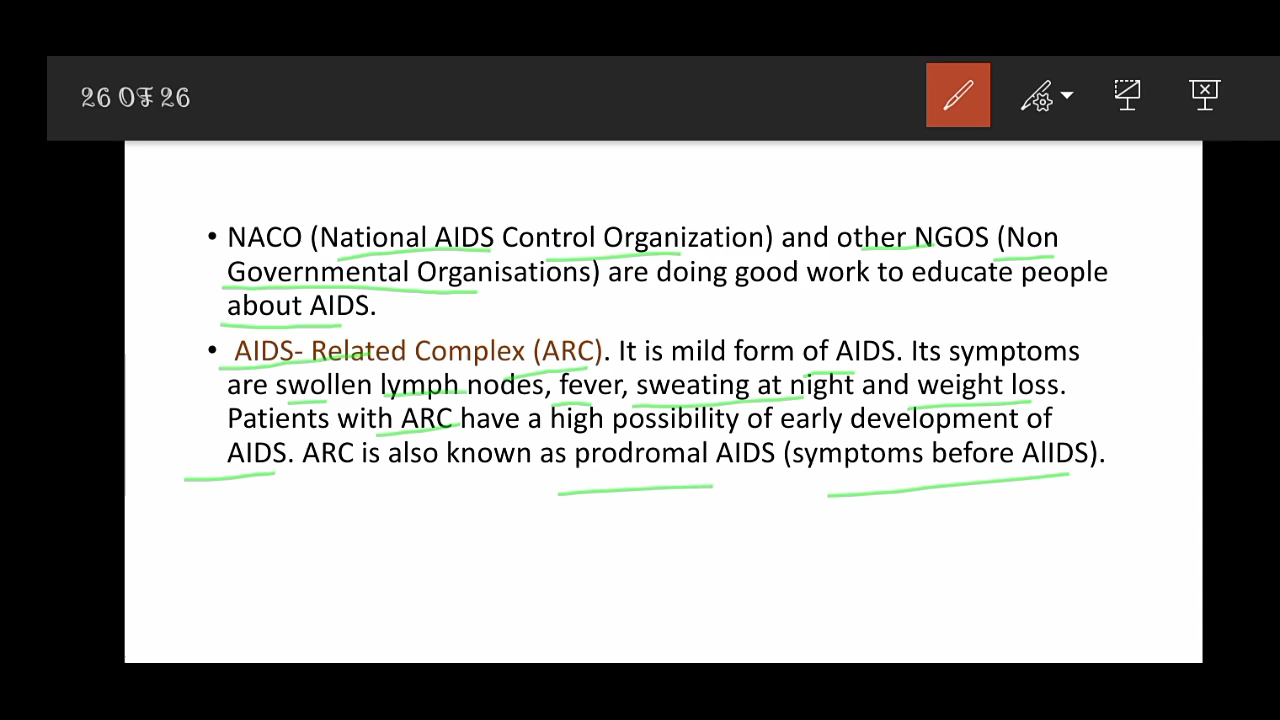 26 OF 26
• NACO (National AIDS Control Organization) and other NGOS (Non
Governmental Organisations) are doing good work to educate people
about AIDS.
• AIDS- Related Complex (ARC). It is mild form of AIDS. Its symptoms
are swollen lymph nodes, fever, sweating at night and weight loss.
Patients with ARC have a high possibility of early development of
AIDS. ARC is also known as prodromal AIDS (symptoms before AlIDS).